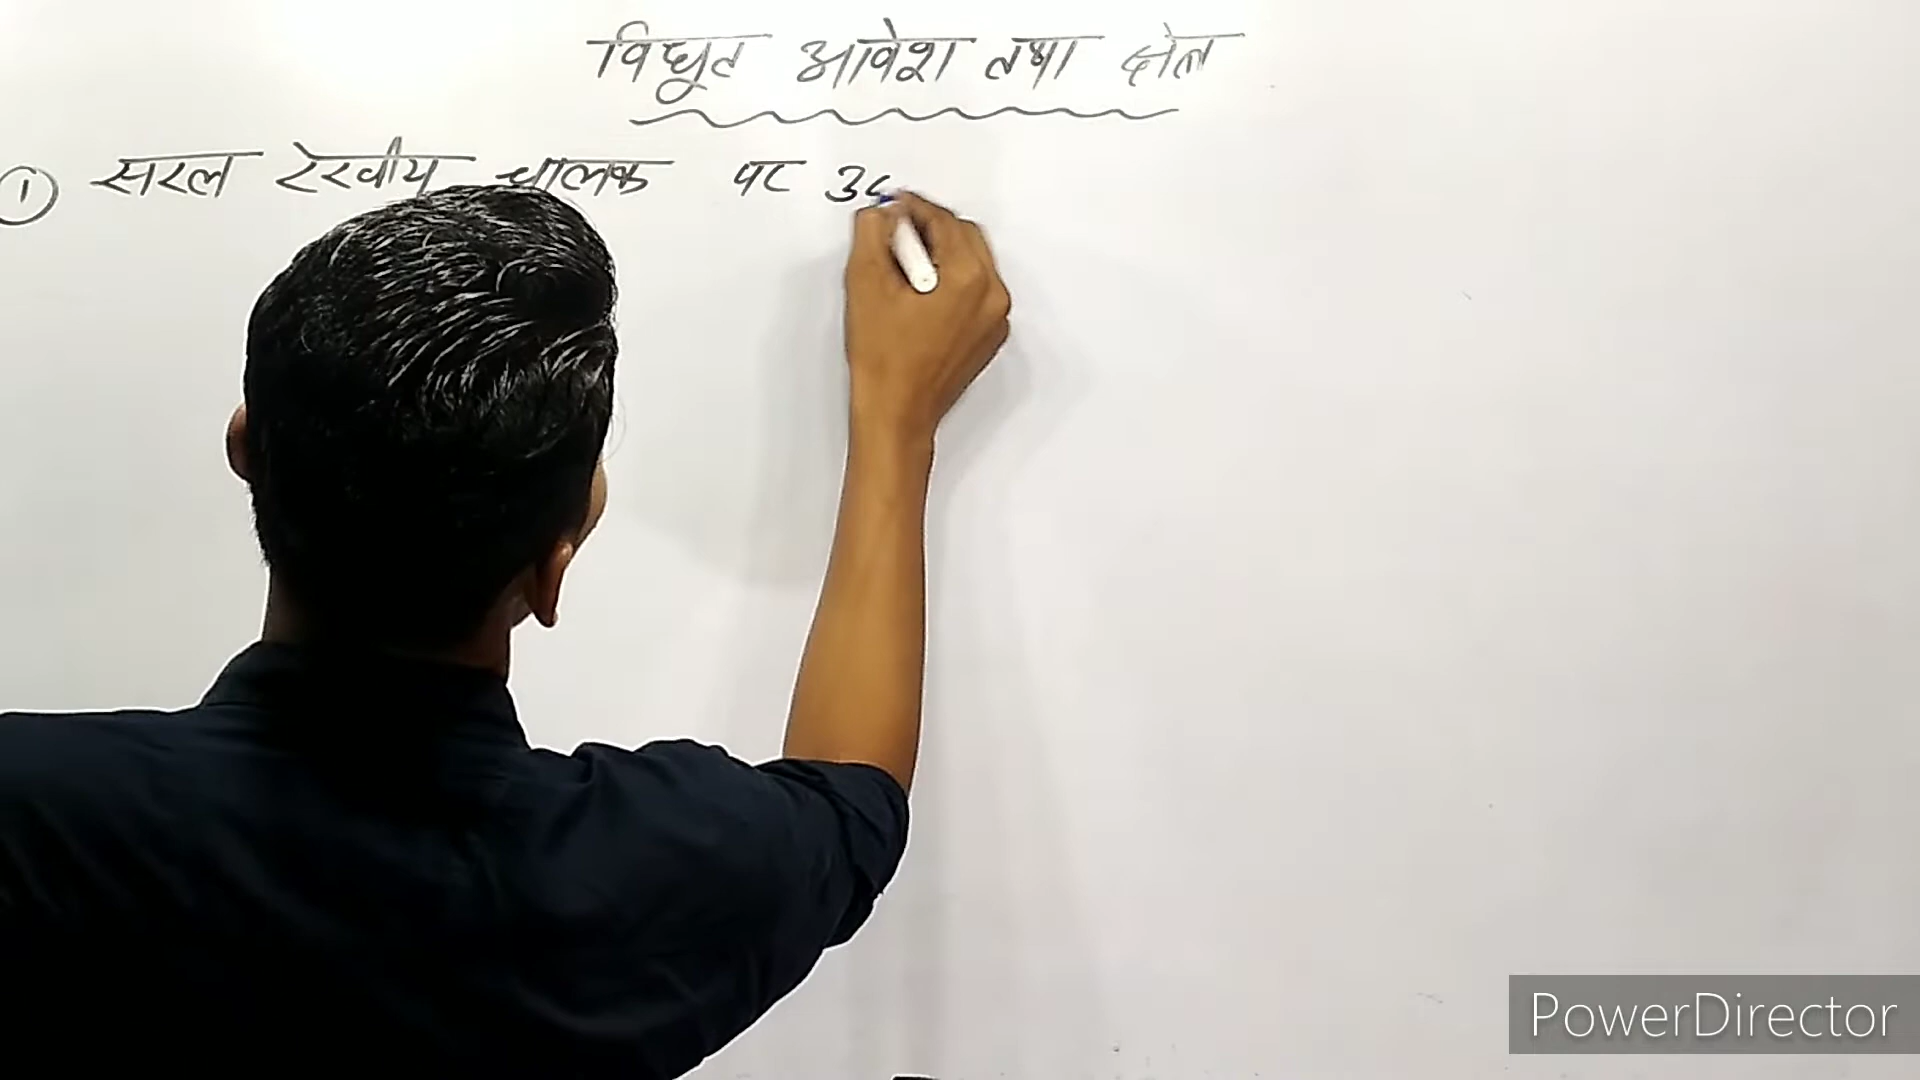 विधुत आवेश तथा क्षेत्र
① सरल रेखीय चालक पर
PowerDirector